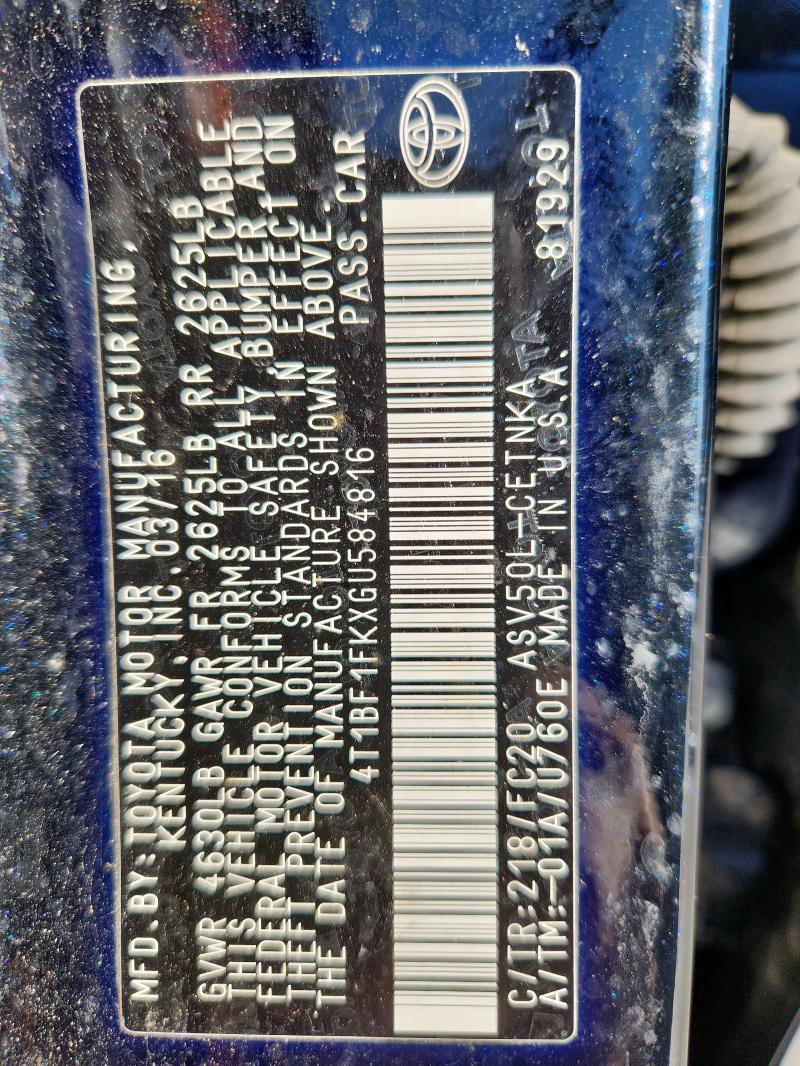 MFD.BY:TOYOTA MOTOR MANUFACTURING,
KENTUCKY, INC. 03/16
GVWR 4630LB GAWR FR 2625LB RR 2625LB
THIS VEHICLE CONFORMS TO ALL APPLICABLE
FEDERAL MOTOR VEHICLE SAFETY, BUMPER, AND
THEFT PREVENTION STANDARDS IN EFFECT ON
THE DATE OF MANUFACTURE SHOWN ABOVE.
4T1BF1FKXGU584816 PASS.CAR
C/TR:218/FC20 ASV50L-CETNKA 81929
A/TM:-01A/U760E MADE IN U.S.A.